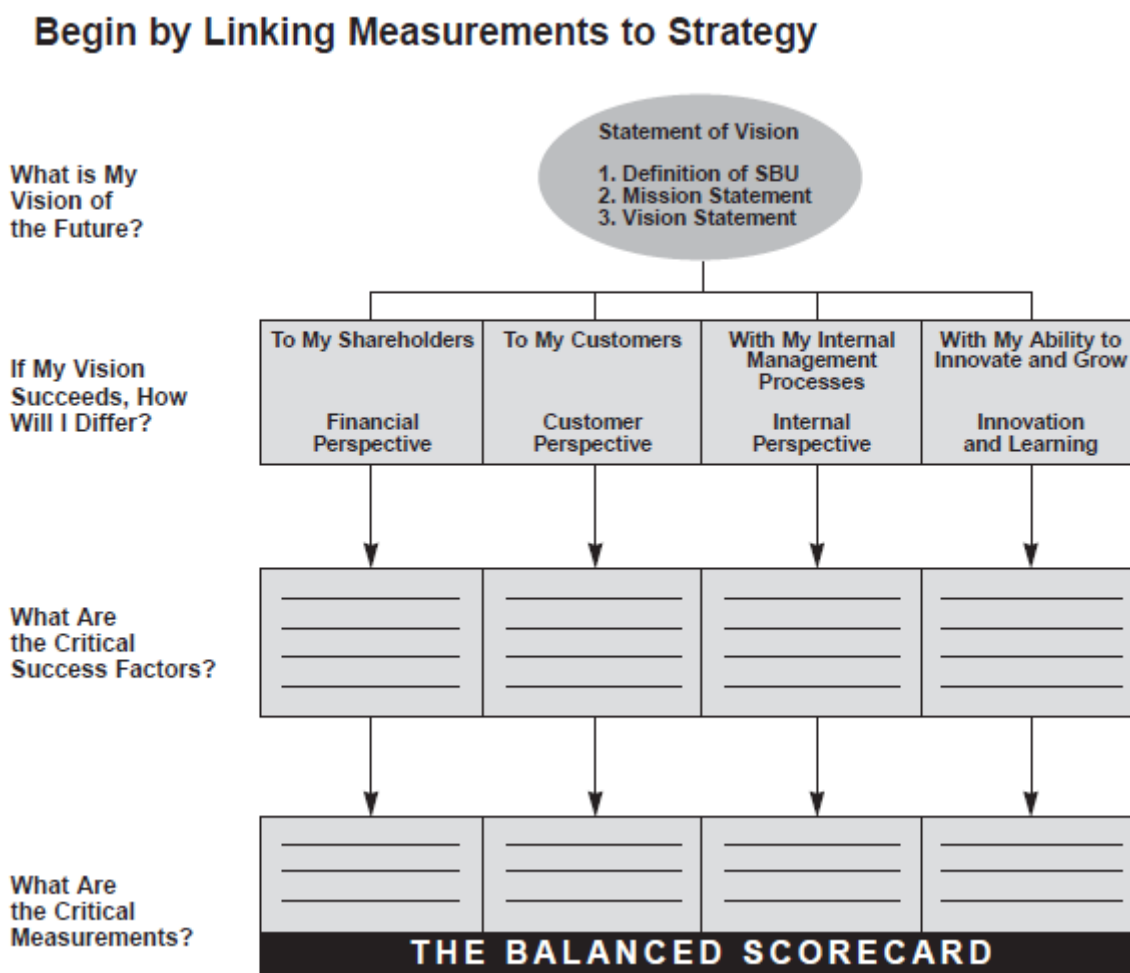 Begin by Linking Measurements to Strategy
What is My
Vision of
the Future?
Statement of Vision
1. Definition of SBU
2. Mission Statement
3. Vision Statement
If My Vision
Succeeds, How
Will I Differ?
To My Shareholders
Financial
Perspective
To My Customers
Customer
Perspective
With My Internal
Management
Processes
Internal
Perspective
With My Ability to
Innovate and Grow
Innovation
and Learning
What Are
the Critical
Success Factors?
What Are
the Critical
Measurements?
THE BALANCED SCORECARD